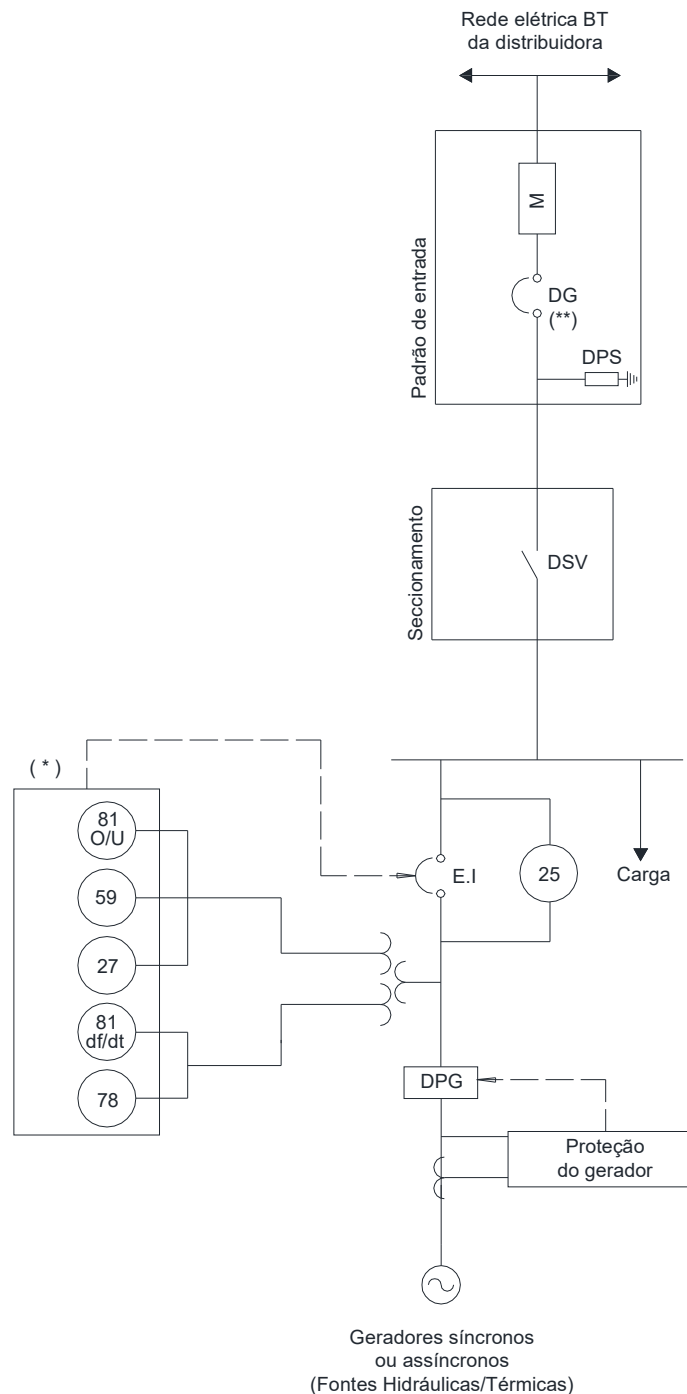 Rede elétrica BT
da distribuidora
Padrão de entrada
M
DG
(**)
DPS
Seccionamento
DSV
( * )
81
O/U
59
27
81
df/dt
78
E.I
25
Carga
DPG
Proteção
do gerador
Geradores síncronos
ou assíncronos
(Fontes Hidráulicas/Térmicas)